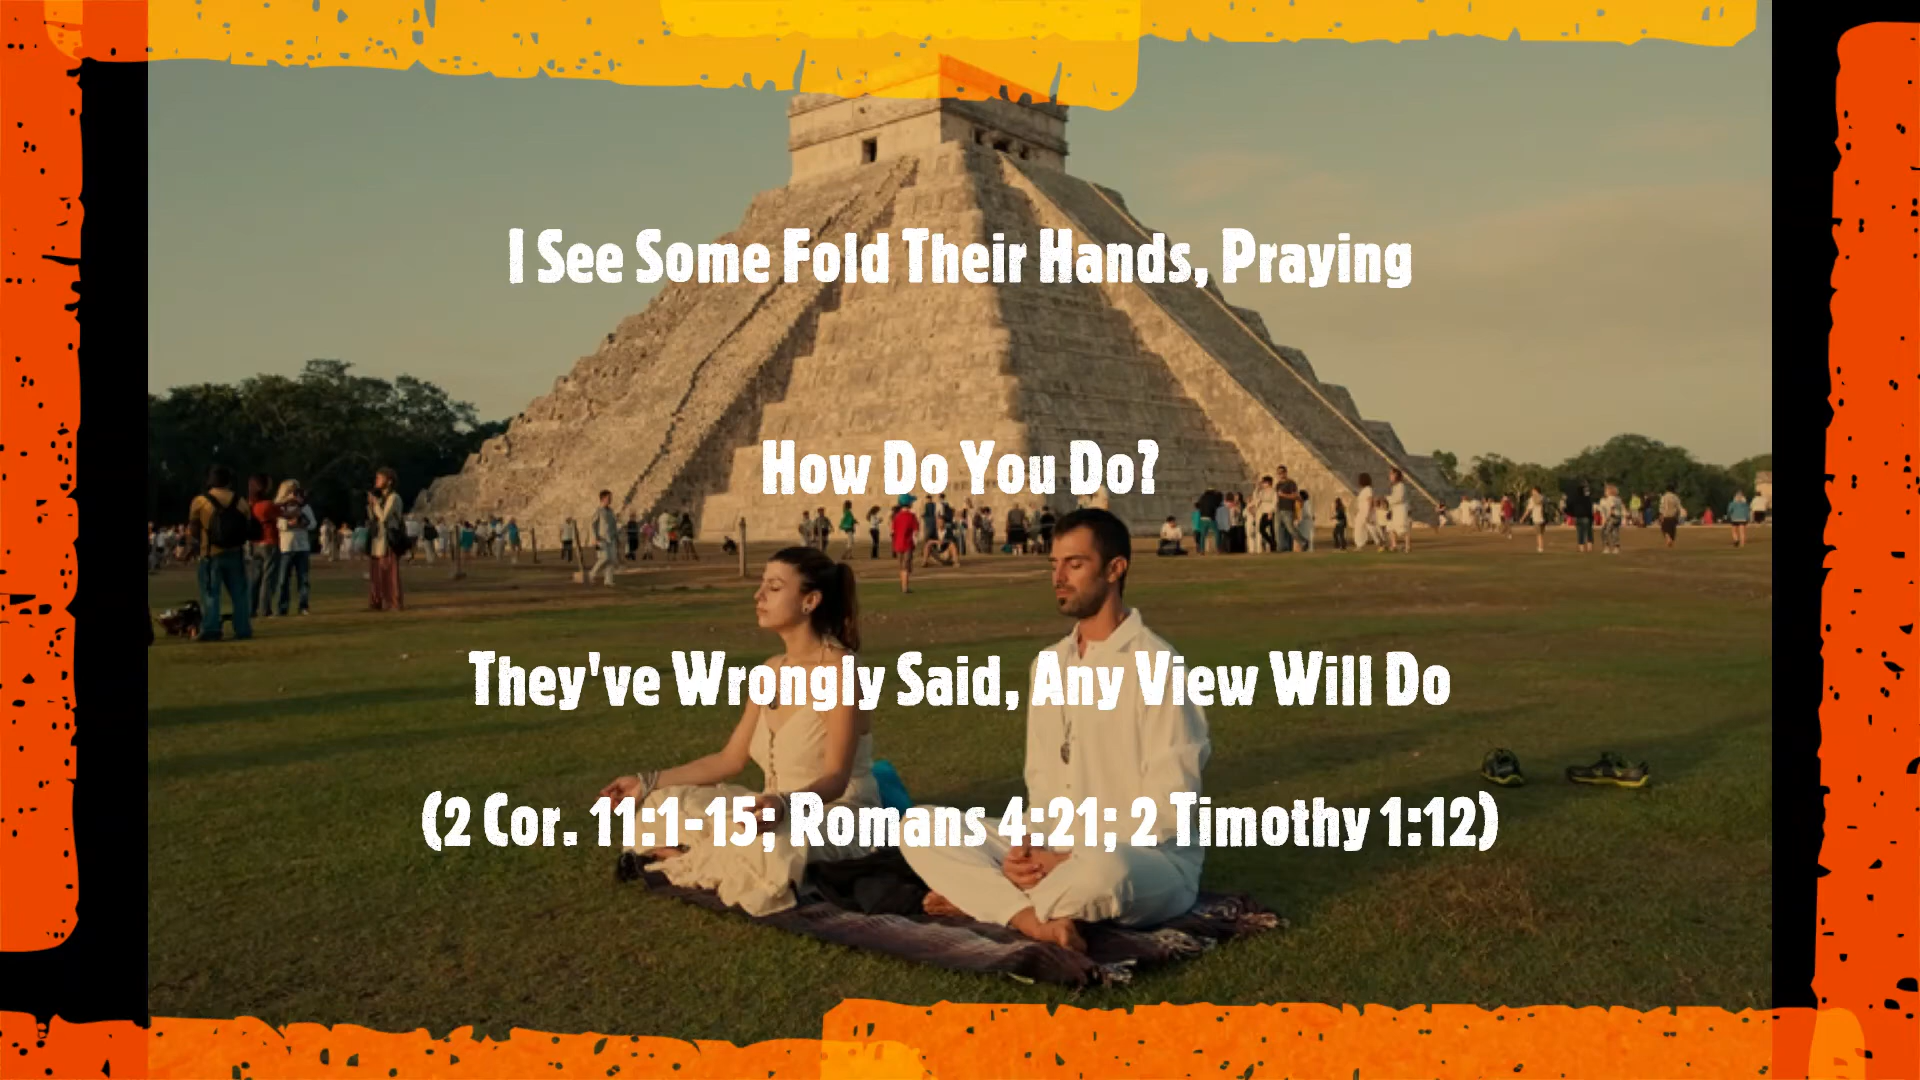 I See Some Fold Their Hands, Praying
How Do You Do?
They've Wrongly Said, Any View Will Do
(2 Cor. 11:1-15; Romans 4:21; 2 Timothy 1:12)